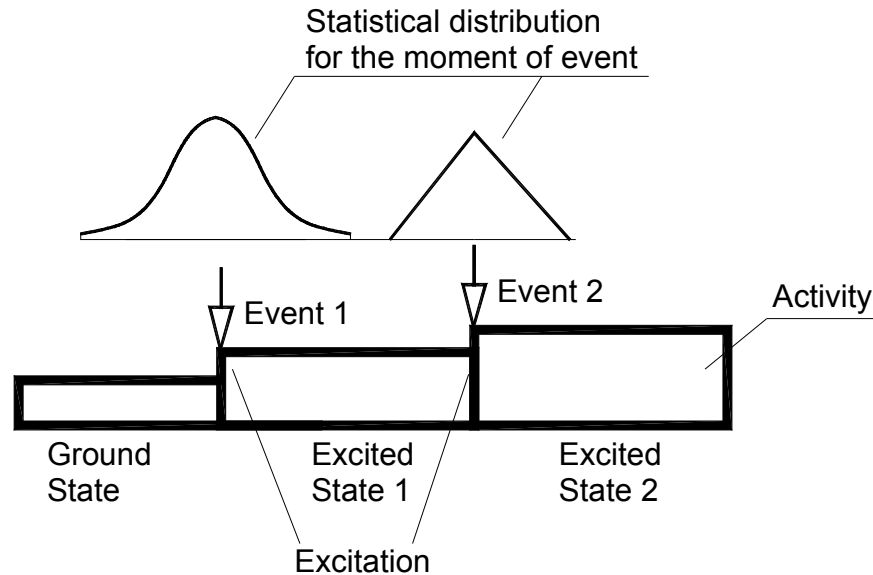 Statistical distribution
for the moment of event
Event 1
Event 2
Activity
Ground
State
Excited
State 1
Excited
State 2
Excitation